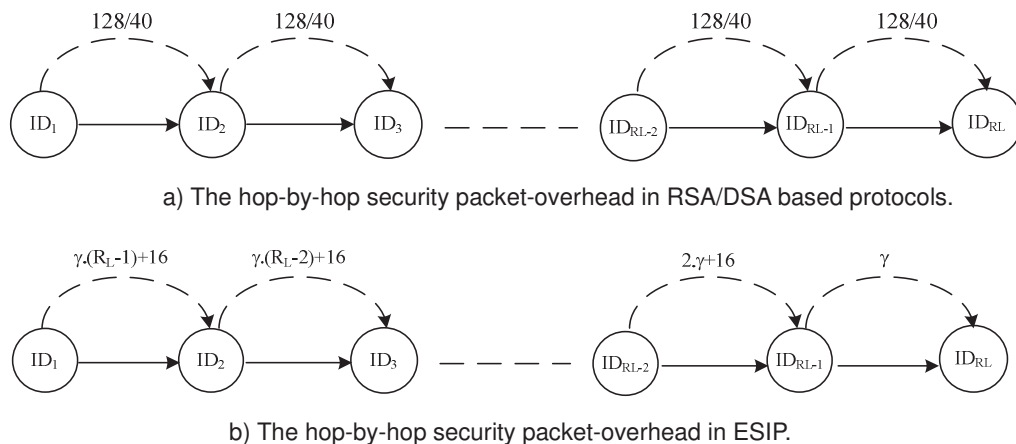 128/40 128/40 128/40 128/40
ID1 ID2 ID3 IDRL-2 IDRL-1 IDRL
a) The hop-by-hop security packet-overhead in RSA/DSA based protocols.
γ.(RL-1)+16 γ.(RL-2)+16 2.γ+16 γ
ID1 ID2 ID3 IDRL-2 IDRL-1 IDRL
b) The hop-by-hop security packet-overhead in ESIP.